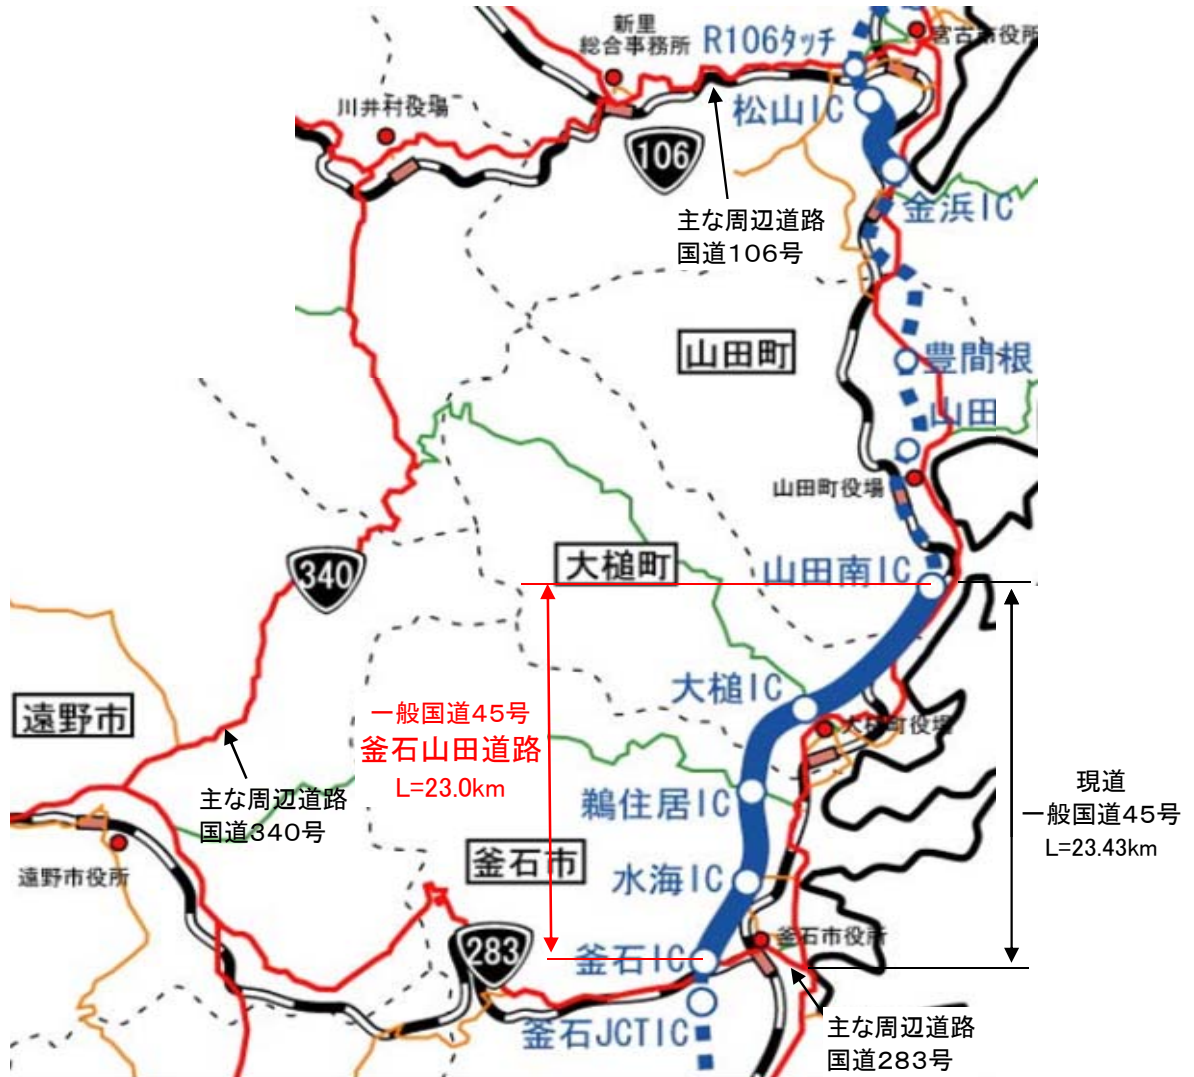 新里
総合事務所
R106タッチ
宮古市役所
川井村役場
松山IC
106
主な周辺道路
国道106号
金浜IC
山田町
豊間根
山田
山田町役場
340
大槌町
山田南IC
遠野市
一般国道45号
釜石山田道路
L=23.0km
大槌IC
大槌町役場
主な周辺道路
国道340号
鵜住居IC
現道
一般国道45号
L=23.43km
遠野市役所
釜石市
水海IC
283
釜石IC
釜石市役所
釜石JCTIC
主な周辺道路
国道283号